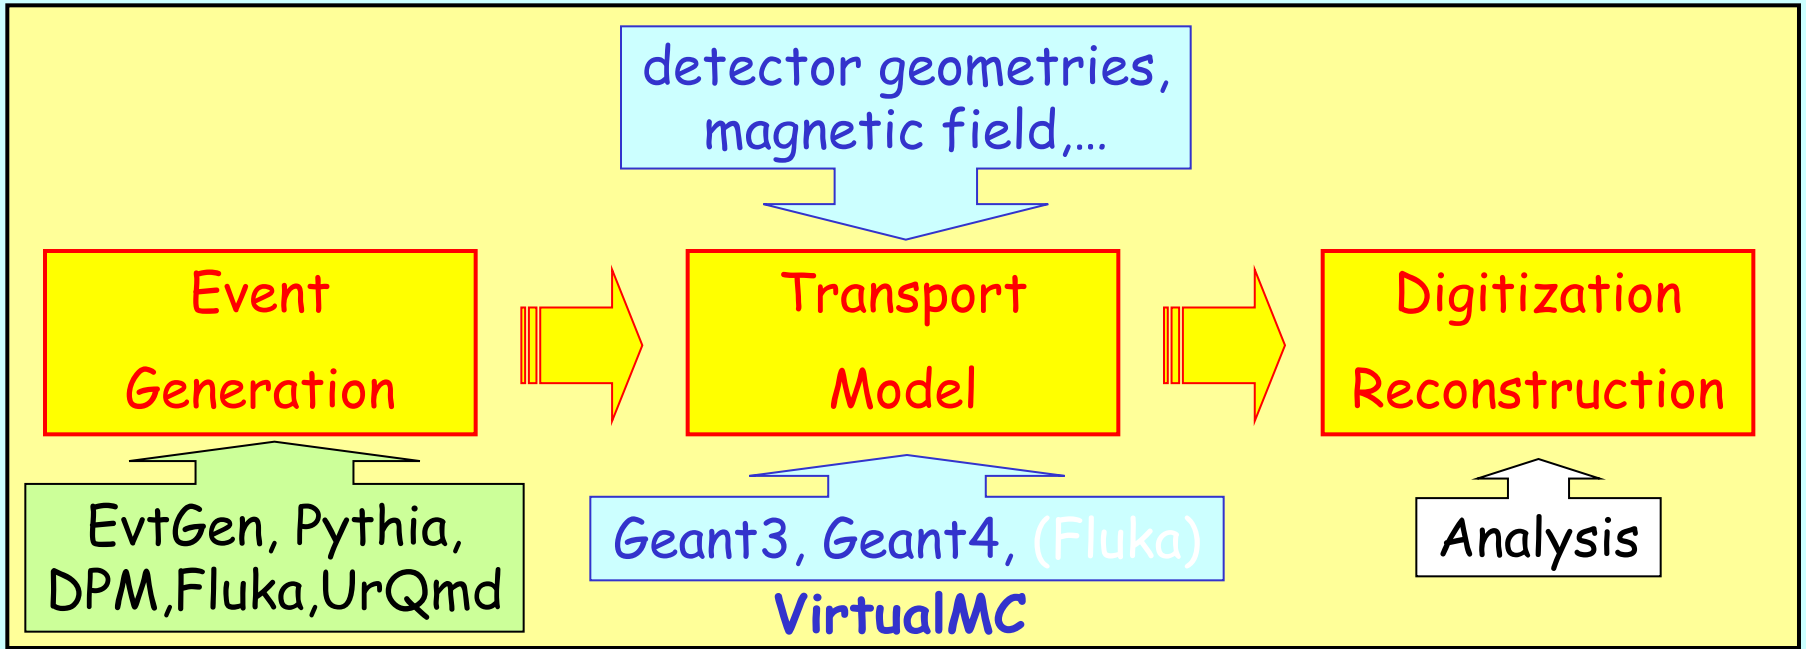 detector geometries,
magnetic field,...
Event
Generation
Transport
Model
Digitization
Reconstruction
EvtGen, Pythia,
DPM,Fluka,UrQmd
Geant3, Geant4, (Fluka)
VirtualMC
Analysis